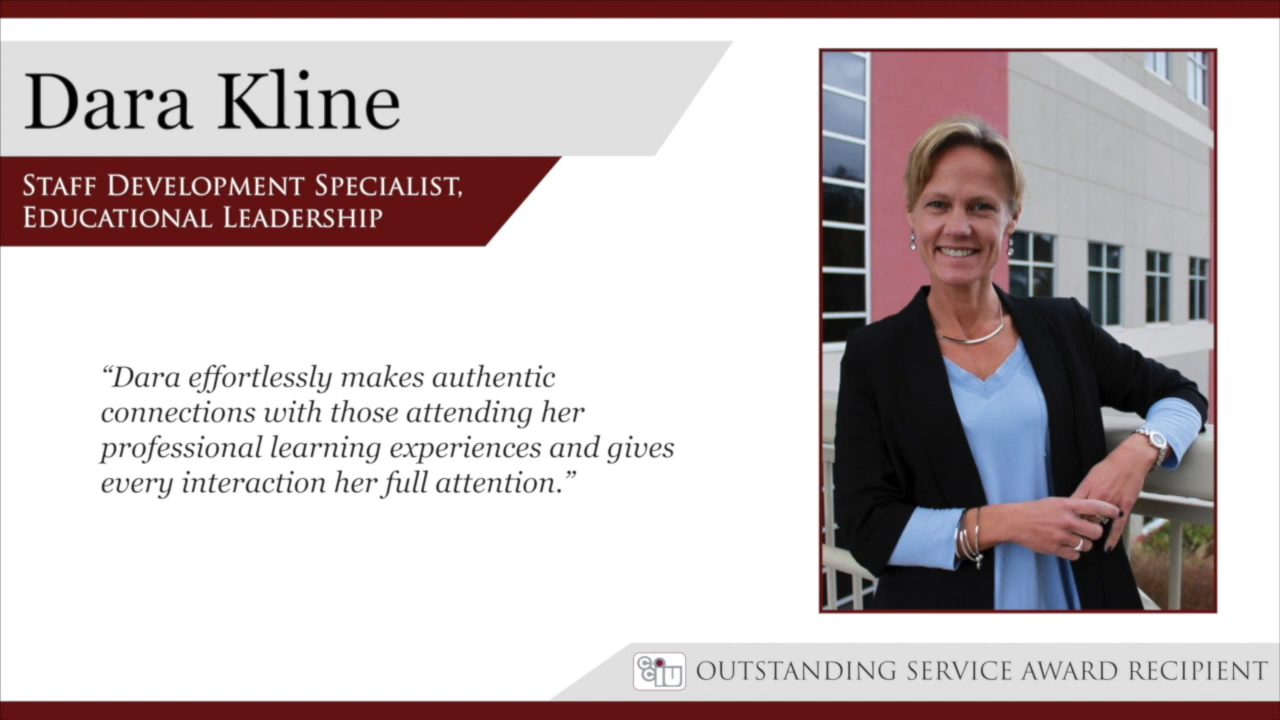 Dara Kline
STAFF DEVELOPMENT SPECIALIST,
EDUCATIONAL LEADERSHIP
“Dara effortlessly makes authentic
connections with those attending her
professional learning experiences and gives
every interaction her full attention.”
CCIU OUTSTANDING SERVICE AWARD RECIPIENT